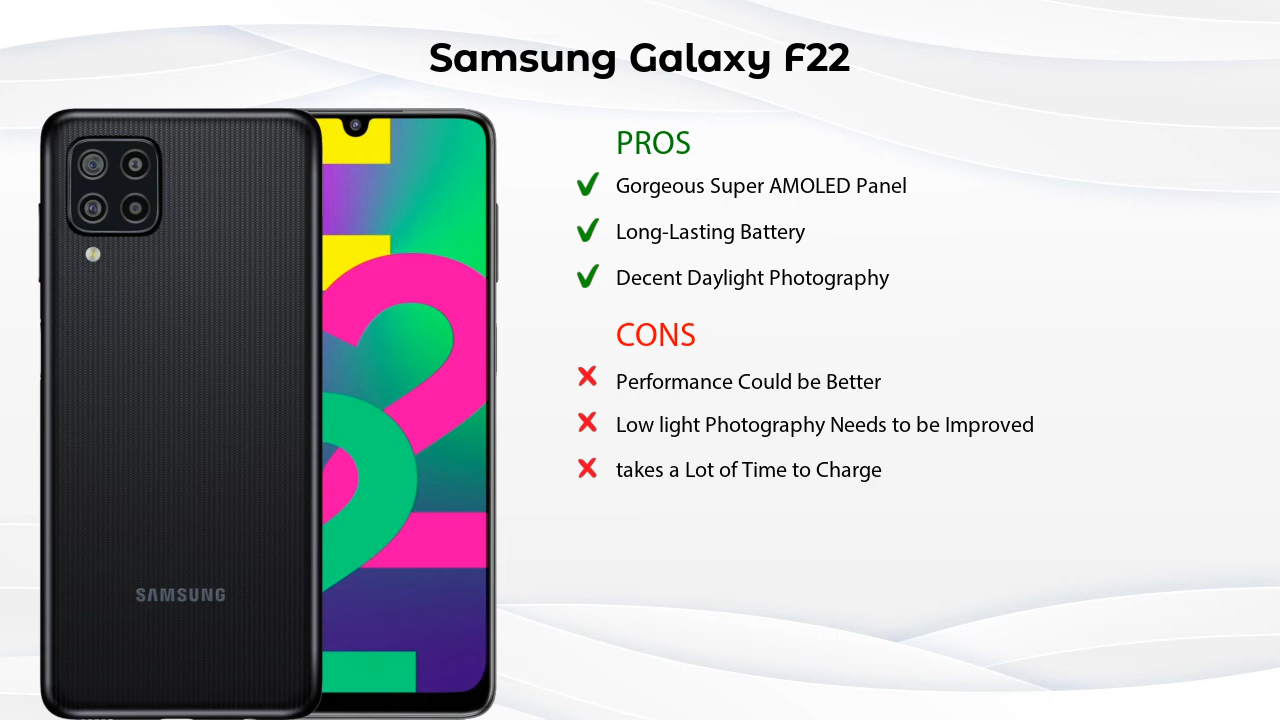 Samsung Galaxy F22
PROS
Gorgeous Super AMOLED Panel
Long-Lasting Battery
Decent Daylight Photography
CONS
Performance Could be Better
Low light Photography Needs to be Improved
takes a Lot of Time to Charge
SAMSUNG